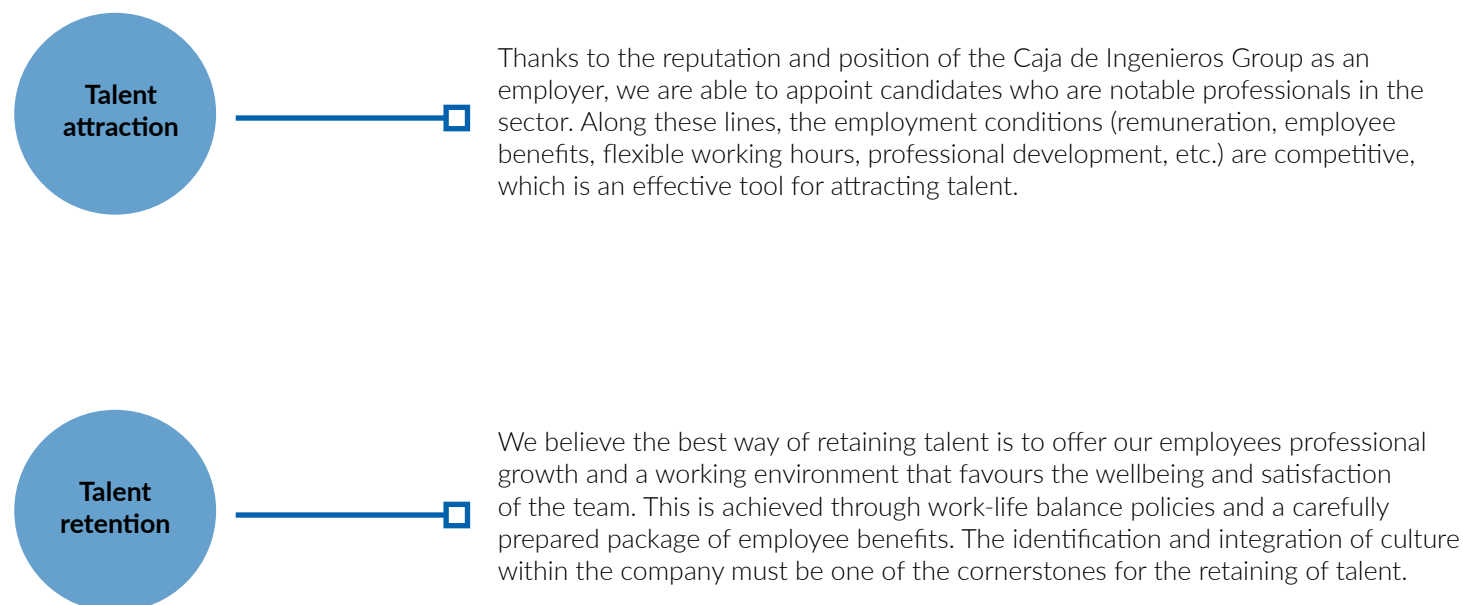 Talent
attraction
Thanks to the reputation and position of the Caja de Ingenieros Group as an
employer, we are able to appoint candidates who are notable professionals in the
sector. Along these lines, the employment conditions (remuneration, employee
benefits, flexible working hours, professional development, etc.) are competitive,
which is an effective tool for attracting talent.
Talent
retention
We believe the best way of retaining talent is to offer our employees professional
growth and a working environment that favours the wellbeing and satisfaction
of the team. This is achieved through work-life balance policies and a carefully
prepared package of employee benefits. The identification and integration of culture
within the company must be one of the cornerstones for the retaining of talent.